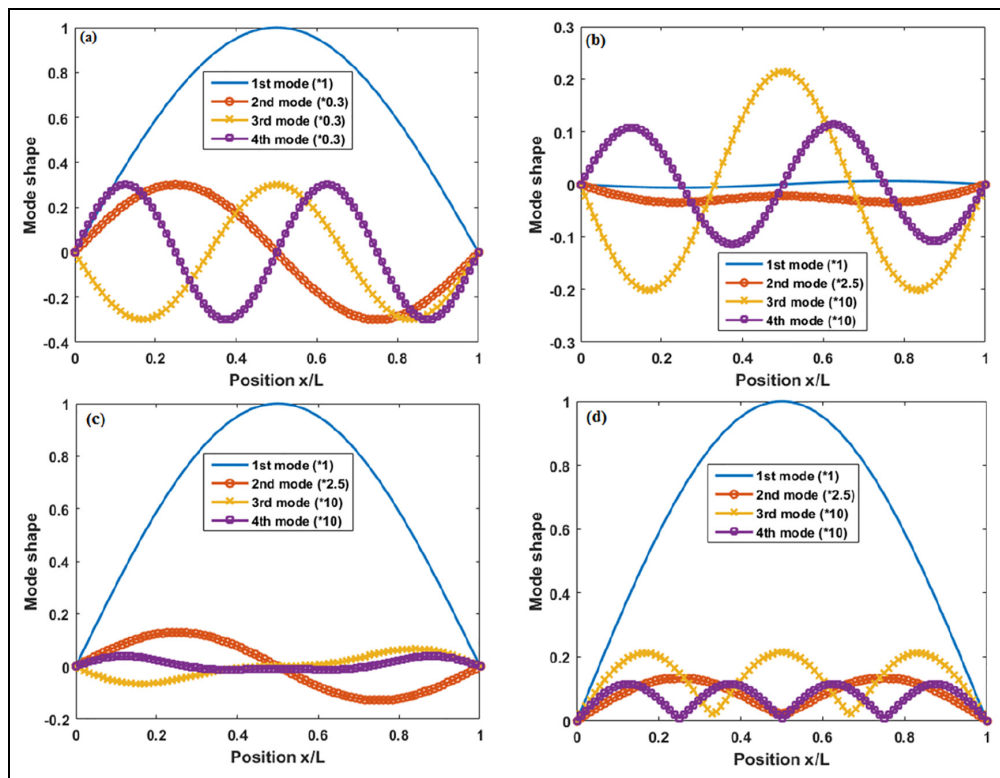 (a)
1
0.8
0.6
0.4
0.2
0
-0.2
-0.4
Mode shape
1st mode (*1)
2nd mode (*0.3)
3rd mode (*0.3)
4th mode (*0.3)
0 0.2 0.4 0.6 0.8 1
Position x/L
(b)
0.3
0.2
0.1
0
-0.1
-0.2
-0.3
Mode shape
1st mode (*1)
2nd mode (*2.5)
3rd mode (*10)
4th mode (*10)
0 0.2 0.4 0.6 0.8 1
Position x/L
(c)
1
0.8
0.6
0.4
0.2
0
-0.2
Mode shape
1st mode (*1)
2nd mode (*2.5)
3rd mode (*10)
4th mode (*10)
0 0.2 0.4 0.6 0.8 1
Position x/L
(d)
1
0.8
0.6
0.4
0.2
0
Mode shape
1st mode (*1)
2nd mode (*2.5)
3rd mode (*10)
4th mode (*10)
0 0.2 0.4 0.6 0.8 1
Position x/L